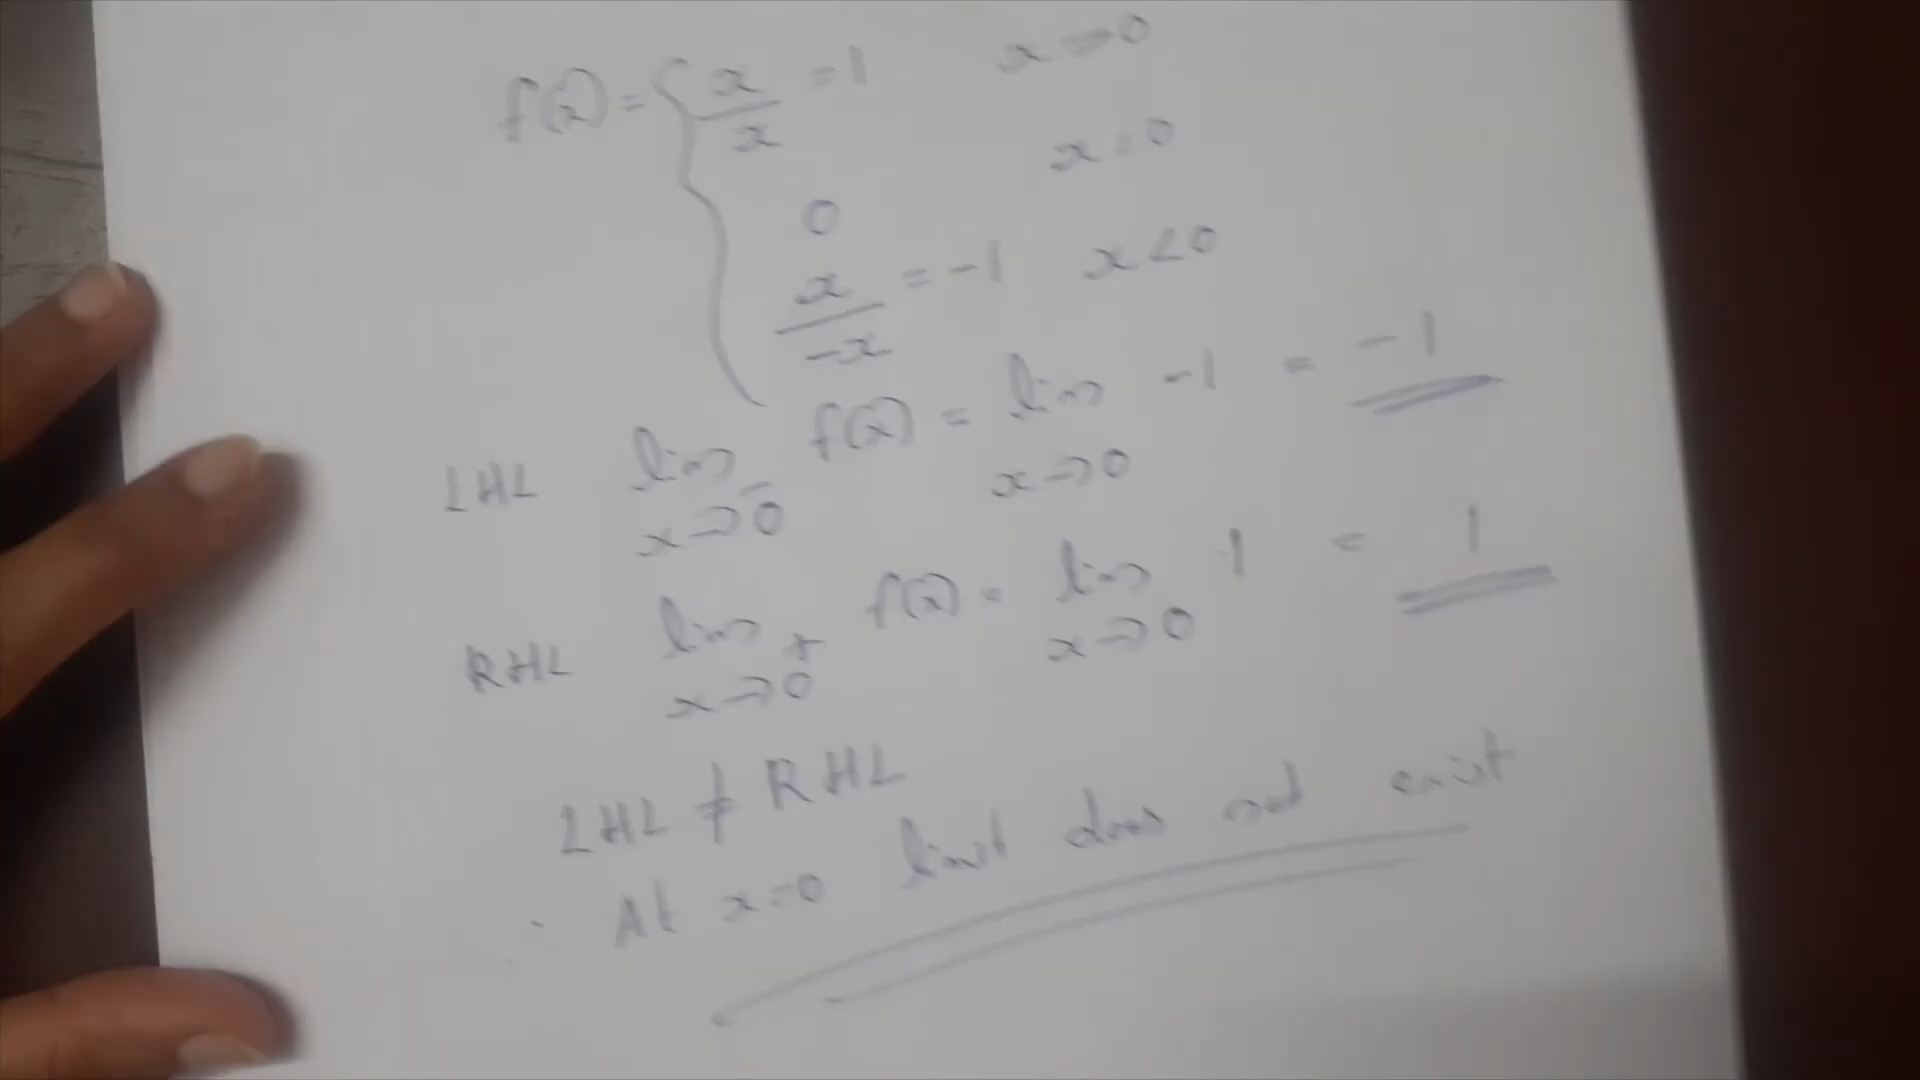 f(x) = { x/x = 1 x>0
0 x=0
x/-x = -1 x<0
LHL lim x→0⁻ f(x) = lim x→0 -1 = -1
RHL lim x→0⁺ f(x) = lim x→0 1 = 1
LHL ≠ RHL
At x=0 limit does not exist